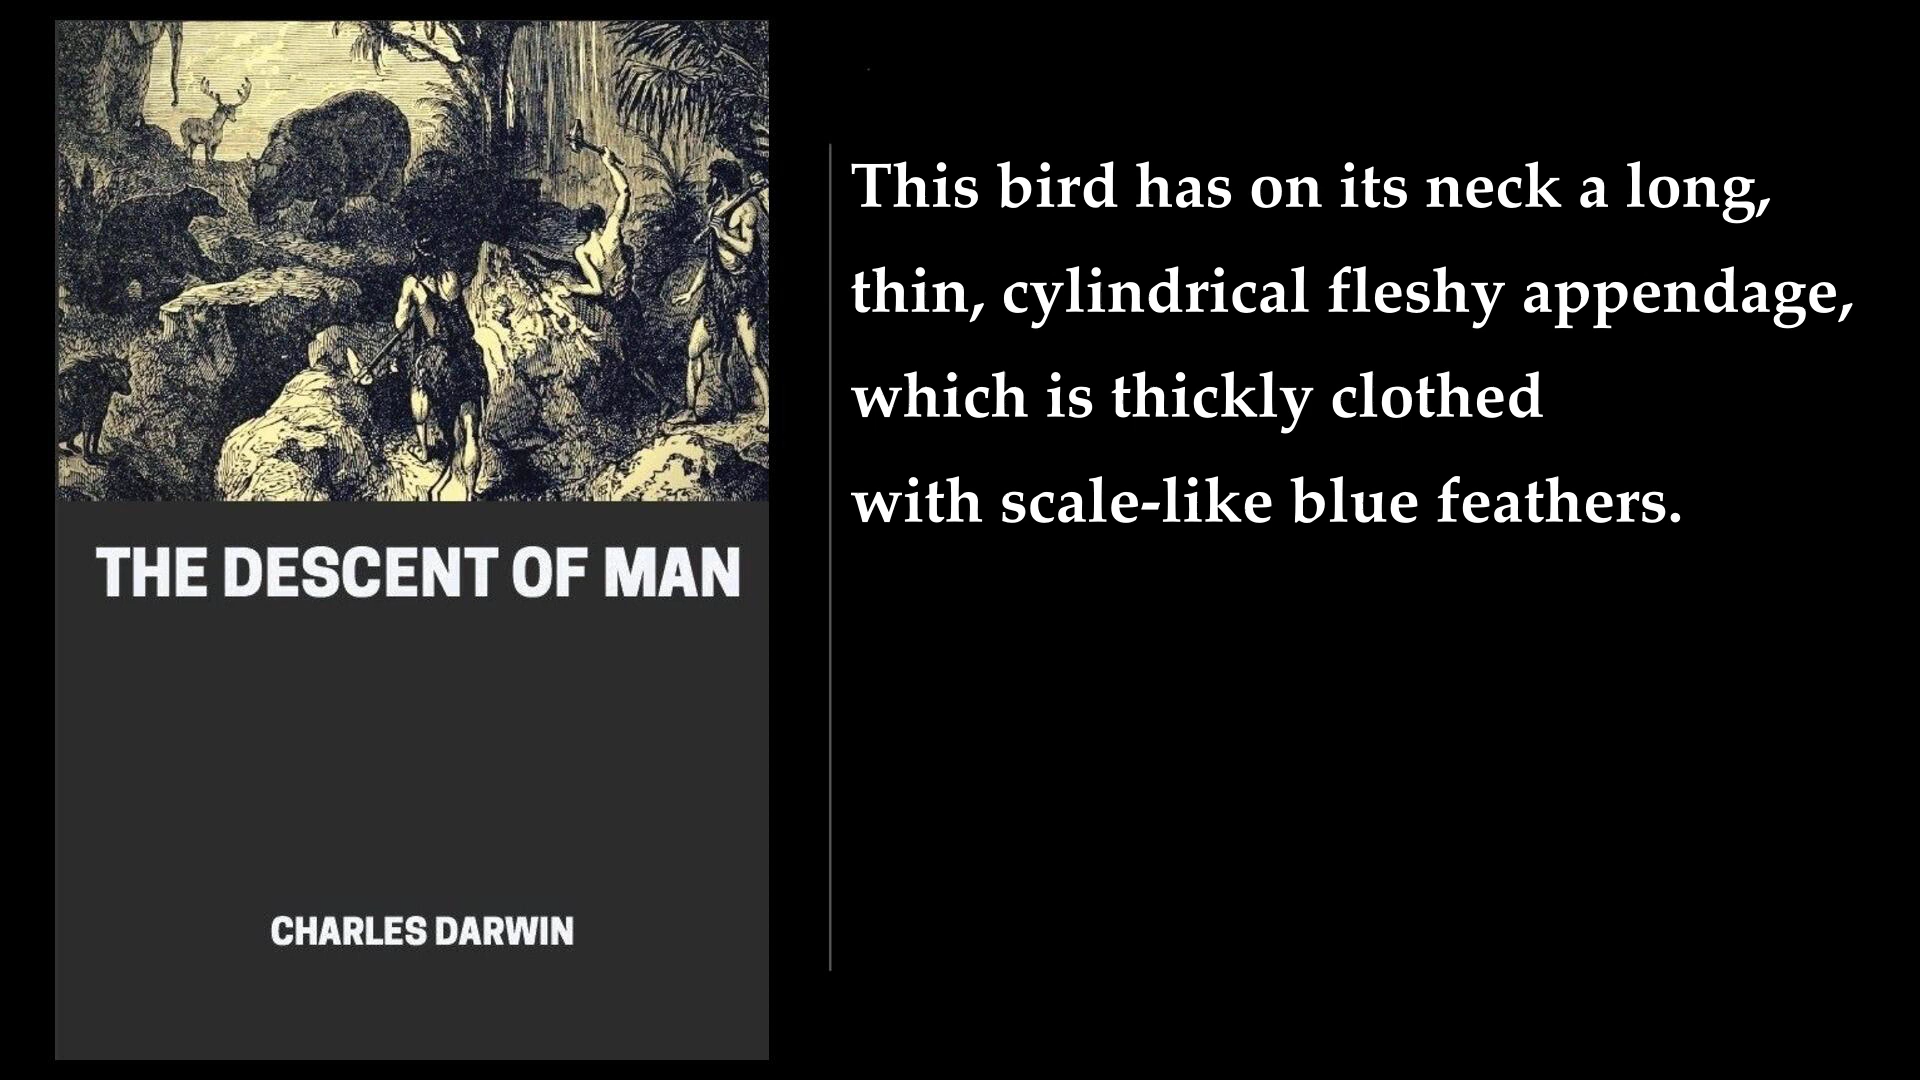 THE DESCENT OF MAN
CHARLES DARWIN
This bird has on its neck a long,
thin, cylindrical fleshy appendage,
which is thickly clothed
with scale-like blue feathers.